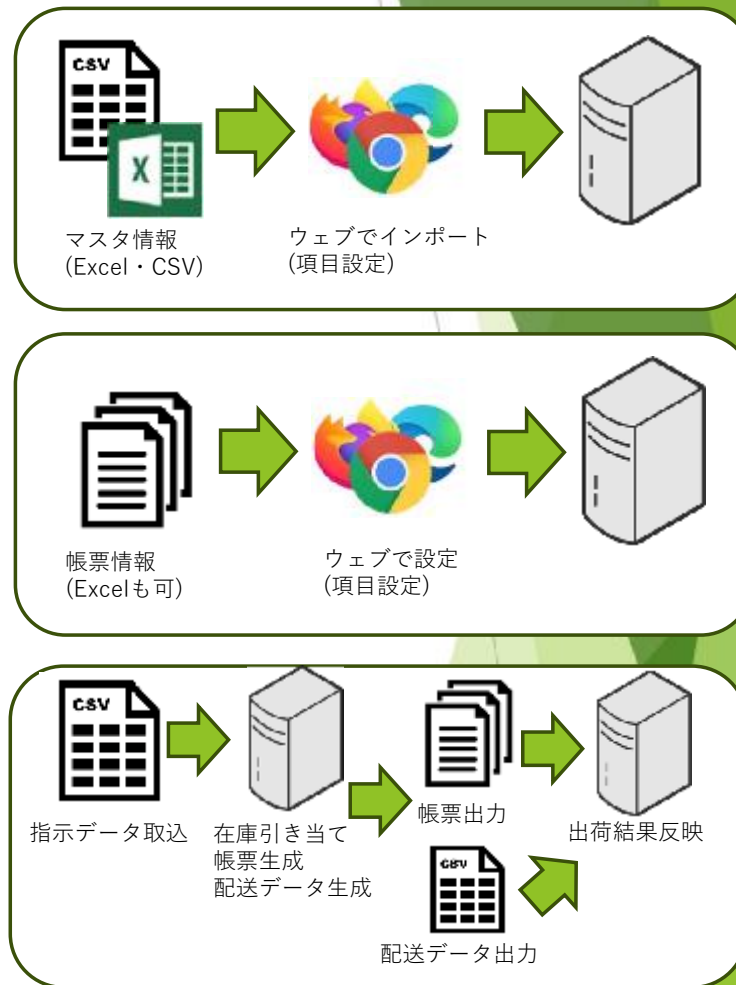 CSV
X
マスタ情報
(Excel・CSV)
ウェブでインポート
(項目設定)
帳票情報
(Excelも可)
ウェブで設定
(項目設定)
CSV
指示データ取込
在庫引き当て
帳票生成
配送データ生成
帳票出力
CSV
配送データ出力
出荷結果反映